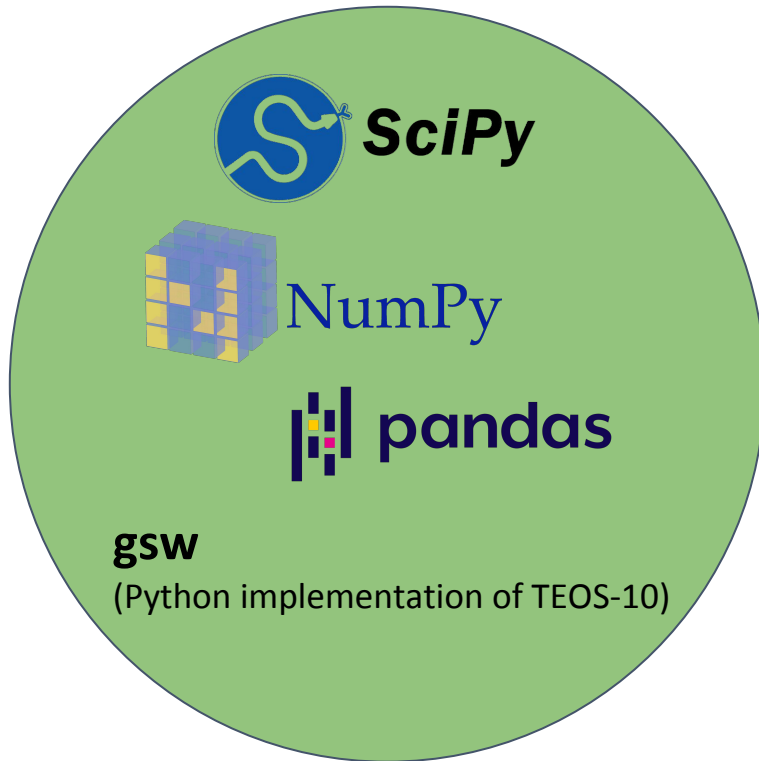 SciPy
NumPy
pandas
gsw
(Python implementation of TEOS-10)